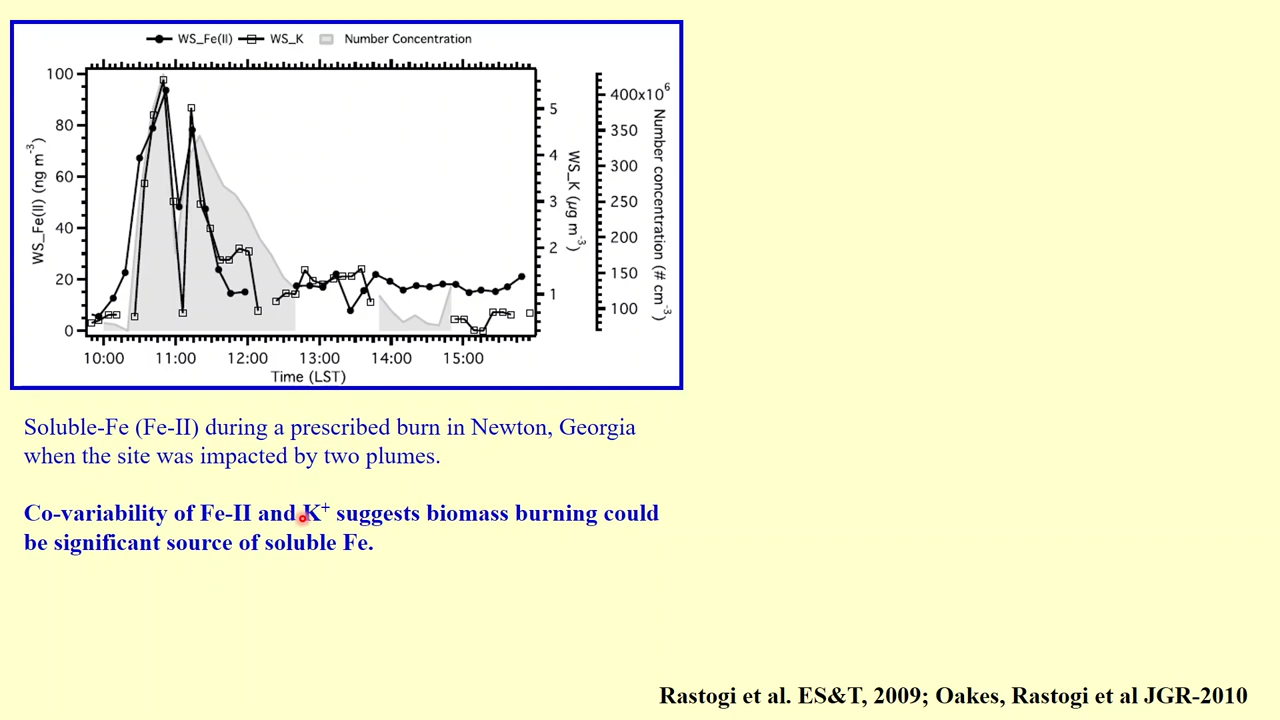 WS_Fe(II) WS_K Number Concentration
100
80
60
40
20
0
WS_Fe(II) (ng m⁻³)
5
4
3
2
1
WS_K (µg m⁻³)
400x10⁶
350
300
250
200
150
100
Number concentration (# cm⁻³)
10:00 11:00 12:00 13:00 14:00 15:00
Time (LST)
Soluble-Fe (Fe-II) during a prescribed burn in Newton, Georgia
when the site was impacted by two plumes.
Co-variability of Fe-II and K⁺ suggests biomass burning could
be significant source of soluble Fe.
Rastogi et al. ES&T, 2009; Oakes, Rastogi et al JGR-2010